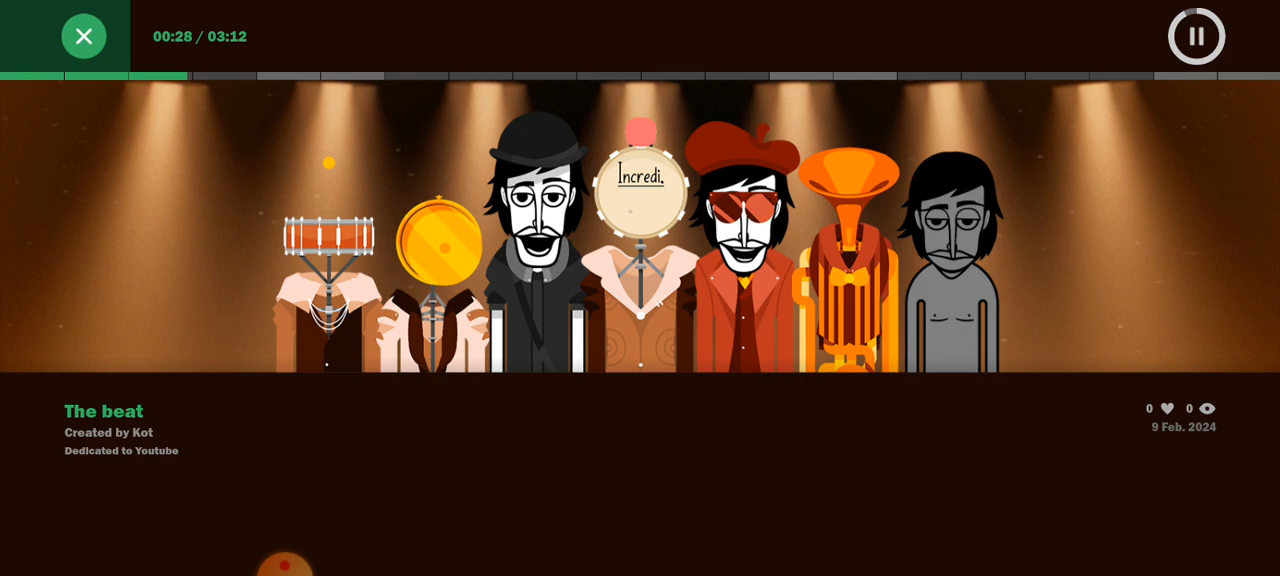 00:28 / 03:12
Incredi.
The beat
Created by Kot
Dedicated to Youtube
0 0
9 Feb. 2024